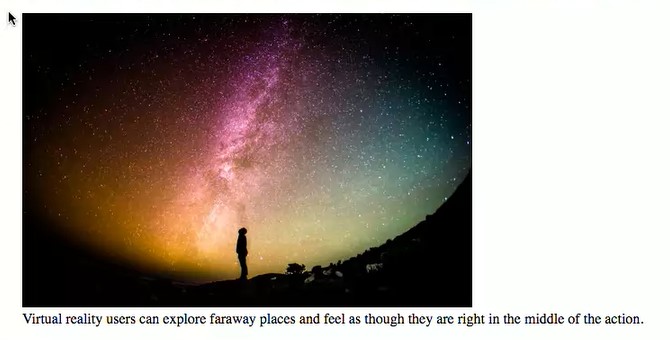 Virtual reality users can explore faraway places and feel as though they are right in the middle of the action.